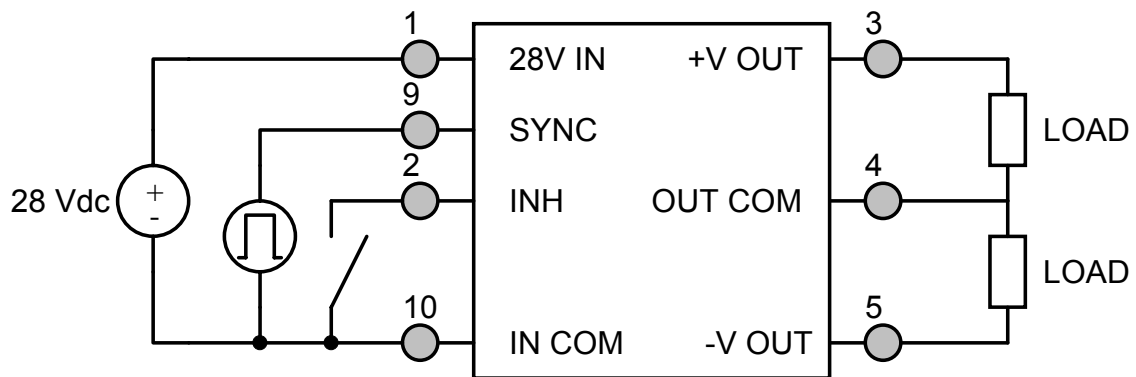 1
3
28V IN
+V OUT
9
SYNC
LOAD
2
4
28 Vdc
+
-
INH
OUT COM
LOAD
10
5
IN COM
-V OUT